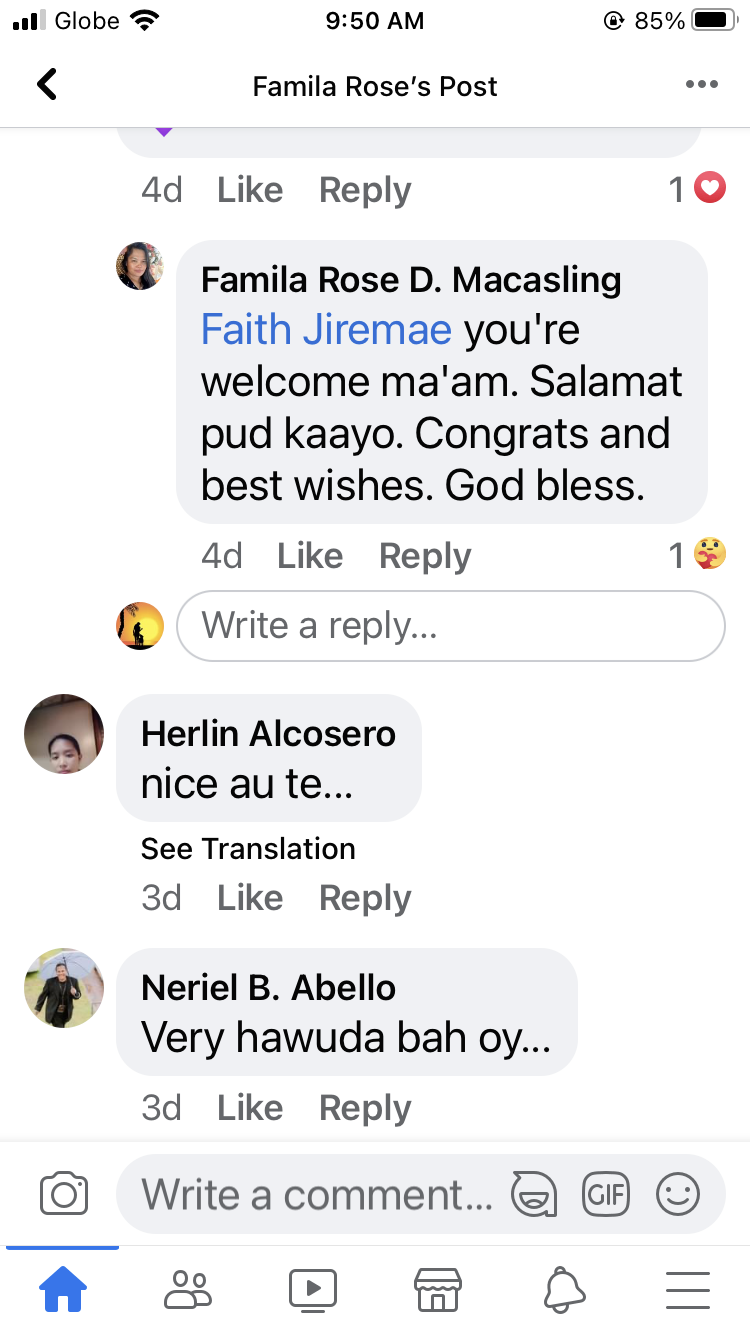 Globe 9:50 AM 85%
Famila Rose's Post
4d Like Reply 1
Famila Rose D. Macasling
Faith Jiremae you're
welcome ma'am. Salamat
pud kaayo. Congrats and
best wishes. God bless.
4d Like Reply 1
Write a reply...
Herlin Alcosero
nice au te...
See Translation
3d Like Reply
Neriel B. Abello
Very hawuda bah oy...
3d Like Reply
Write a comment... GIF